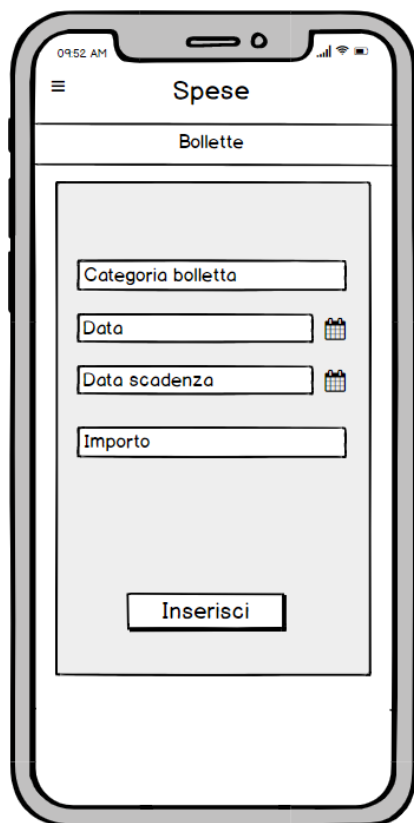 09:52 AM
Spese
Bollette
Categoria bolletta
Data
Data scadenza
Importo
Inserisci